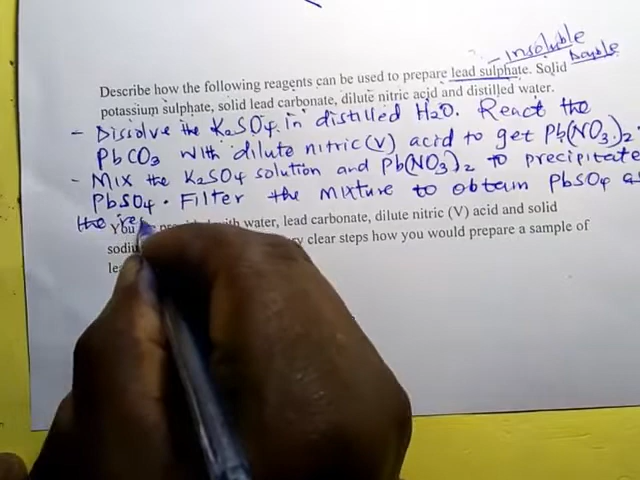 insoluble
Double
Describe how the following reagents can be used to prepare lead sulphate. Solid
potassium sulphate, solid lead carbonate, dilute nitric acid and distilled water.
- Dissolve the K₂SO₄ in distilled H₂O. React the
PbCO₃ with dilute nitric (V) acid to get Pb(NO₃)₂.
- Mix the K₂SO₄ solution and Pb(NO₃)₂ to precipitate
PbSO₄. Filter the mixture to obtain PbSO₄ as
the res
with water, lead carbonate, dilute nitric (V) acid and solid
sodiu clear steps how you would prepare a sample of